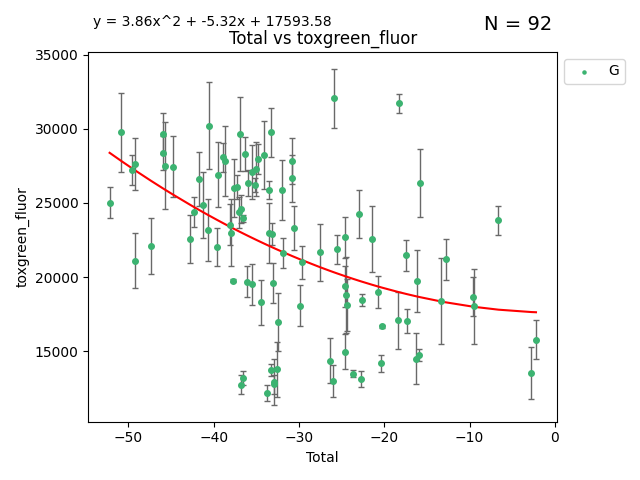 y = 3.86x^2 + -5.32x + 17593.58
N = 92
Total vs toxgreen_fluor
G
toxgreen_fluor
35000
30000
25000
20000
15000
−50
−40
−30
−20
−10
0
Total